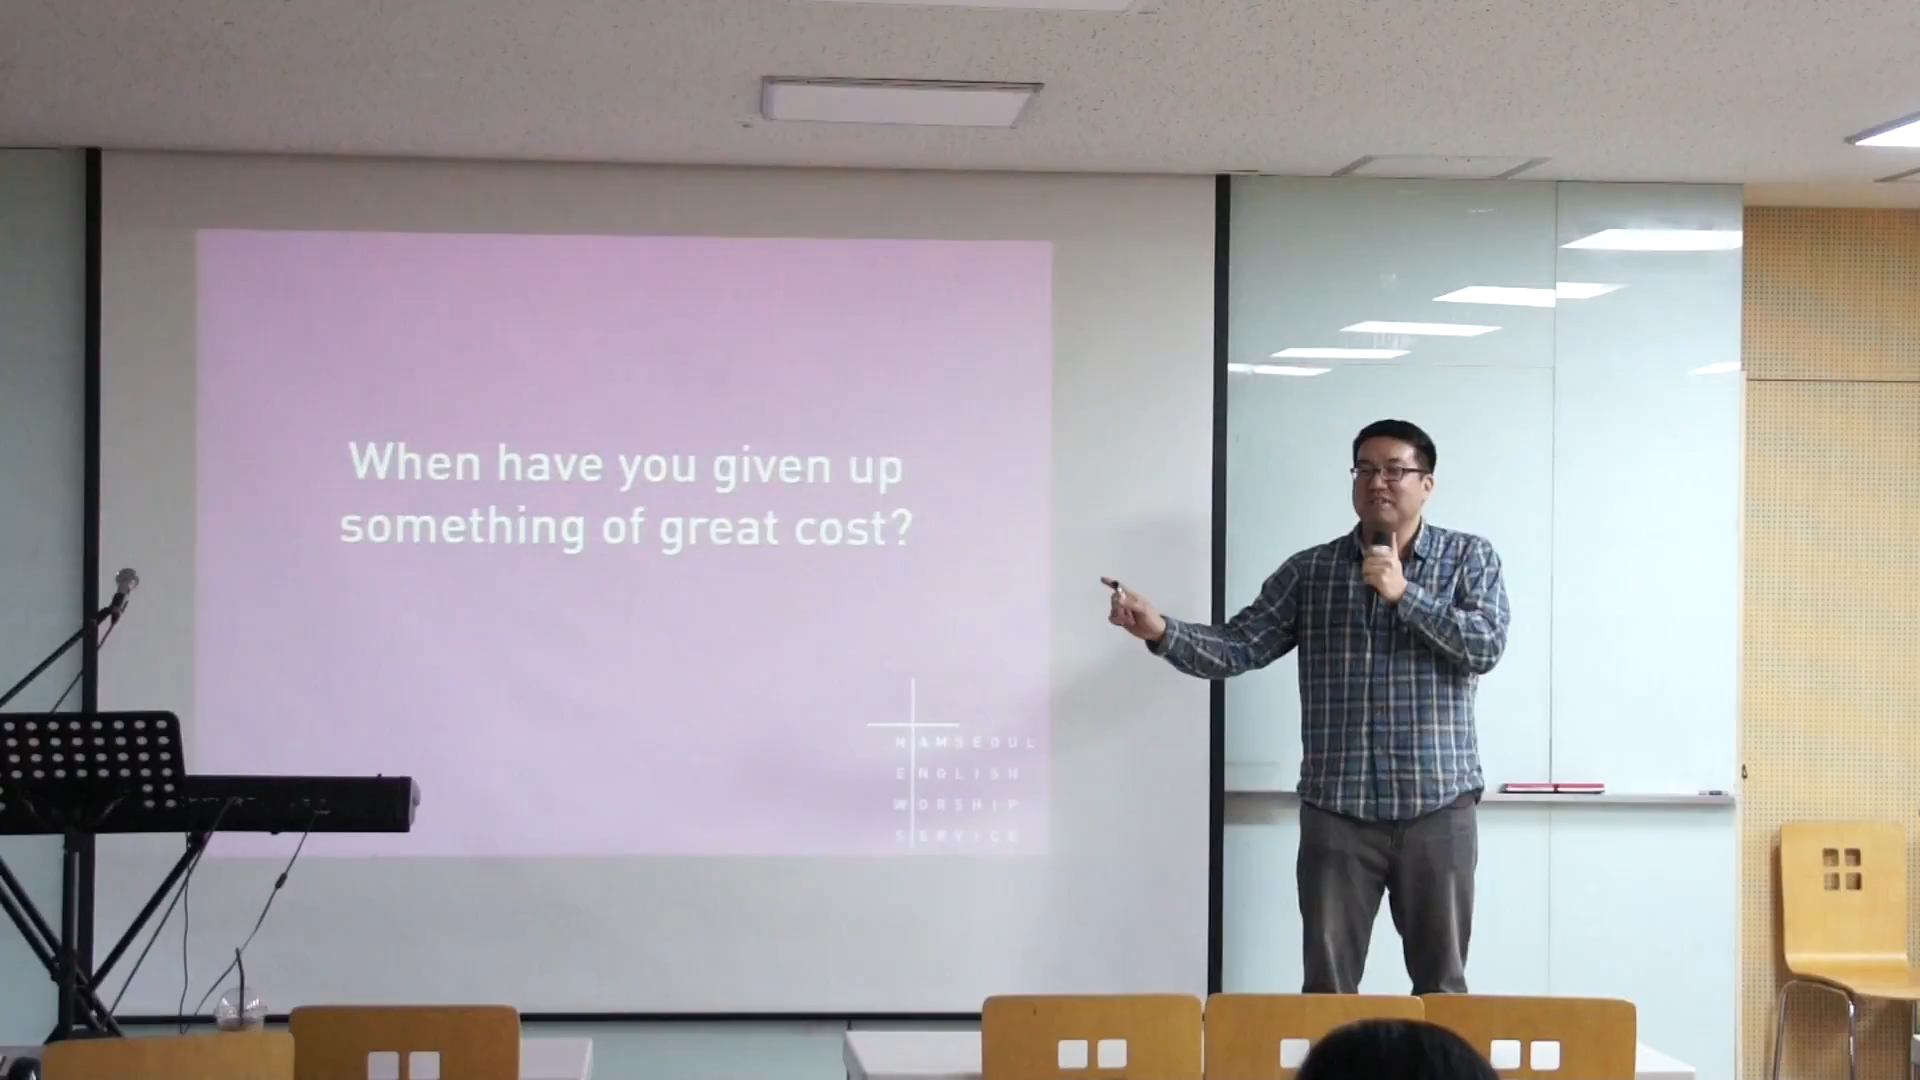 When have you given up
something of great cost?
NAMSEOUL
ENGLISH
WORSHIP
SERVICE